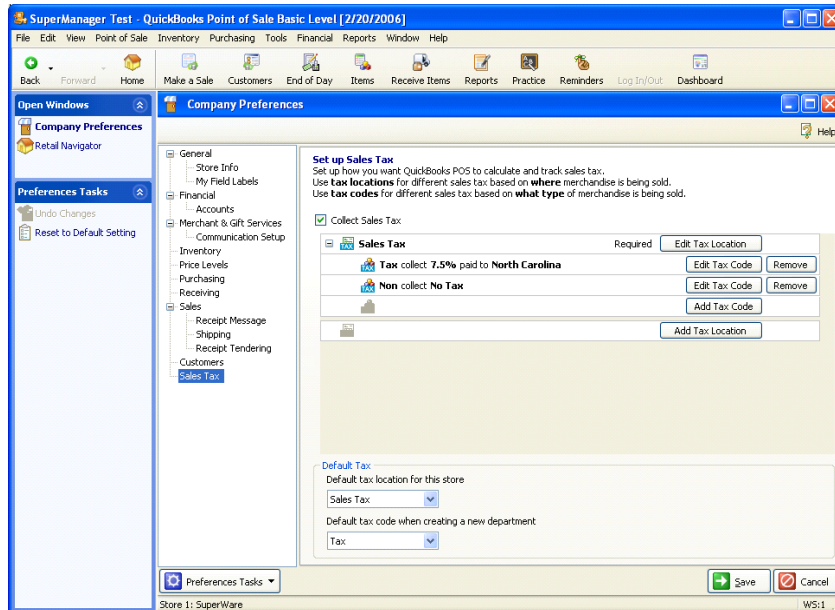 SuperManager Test - QuickBooks Point of Sale Basic Level [2/20/2006]
File Edit View Point of Sale Inventory Purchasing Tools Financial Reports Window Help
Back Forward Home Make a Sale Customers End of Day Items Receive Items Reports Practice Reminders Log In/Out Dashboard
Open Windows
Company Preferences
Retail Navigator
Preferences Tasks
Undo Changes
Reset to Default Setting
Company Preferences
Help
General
Store Info
My Field Labels
Financial
Accounts
Merchant & Gift Services
Communication Setup
Inventory
Price Levels
Purchasing
Receiving
Sales
Receipt Message
Shipping
Receipt Tendering
Customers
Sales Tax
Set up Sales Tax
Set up how you want QuickBooks POS to calculate and track sales tax.
Use tax locations for different sales tax based on where merchandise is being sold.
Use tax codes for different sales tax based on what type of merchandise is being sold.
Collect Sales Tax
TAX Sales Tax Required Edit Tax Location
TAX Tax collect 7.5% paid to North Carolina Edit Tax Code Remove
TAX Non collect No Tax Edit Tax Code Remove
Add Tax Code
Add Tax Location
Default Tax
Default tax location for this store
Sales Tax
Default tax code when creating a new department
Tax
Preferences Tasks Save Cancel
Store 1: SuperWare WS:1